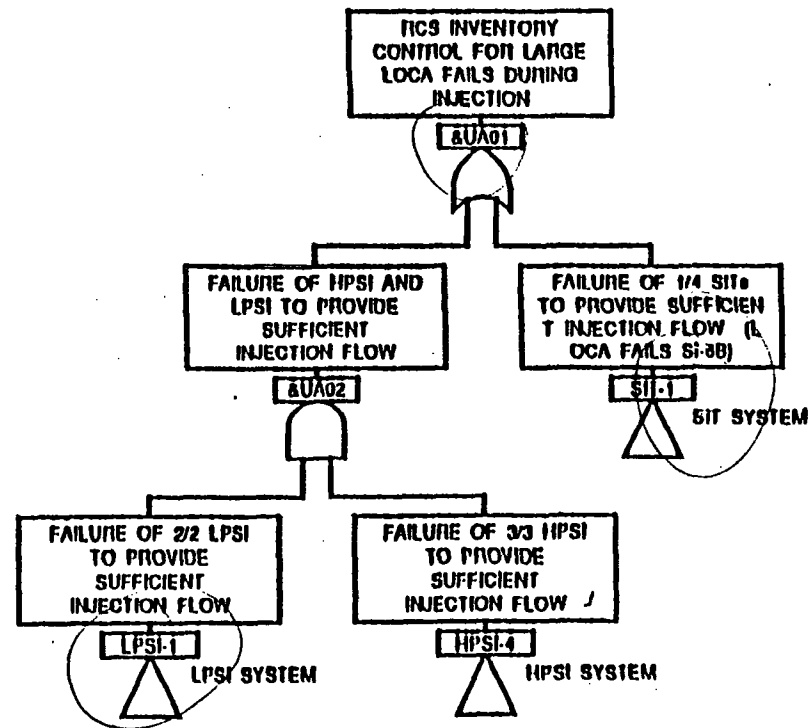 RCS INVENTORY
CONTROL FOR LARGE
LOCA FAILS DURING
INJECTION
&UA01
FAILURE OF HPSI AND
LPSI TO PROVIDE
SUFFICIENT
INJECTION FLOW
&UA02
FAILURE OF 1/4 SITs
TO PROVIDE SUFFICIEN
T INJECTION FLOW (L
OCA FAILS SI-8B)
SIT-1
SIT SYSTEM
FAILURE OF 2/2 LPSI
TO PROVIDE
SUFFICIENT
INJECTION FLOW
LPSI-1
LPSI SYSTEM
FAILURE OF 3/3 HPSI
TO PROVIDE
SUFFICIENT
INJECTION FLOW
HPSI-4
HPSI SYSTEM